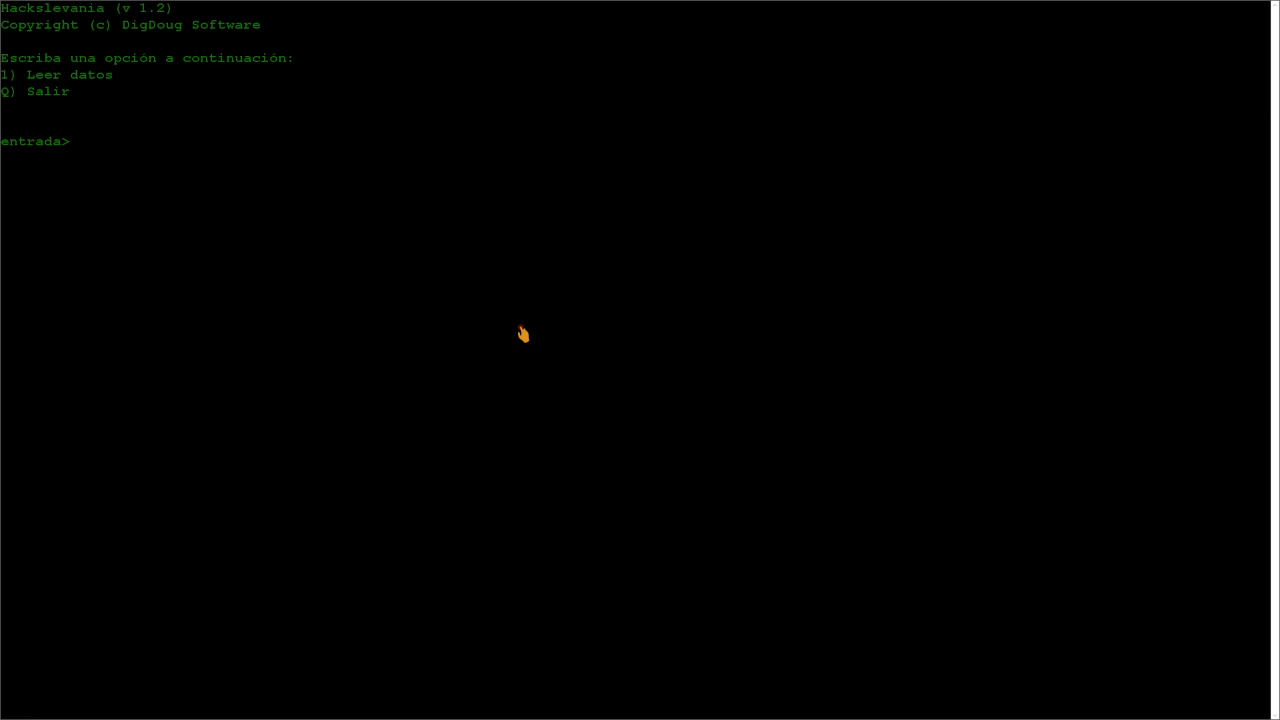 Hackslevania (v 1.2)
Copyright (c) DigDoug Software
Escriba una opción a continuación:
1) Leer datos
Q) Salir
entrada>